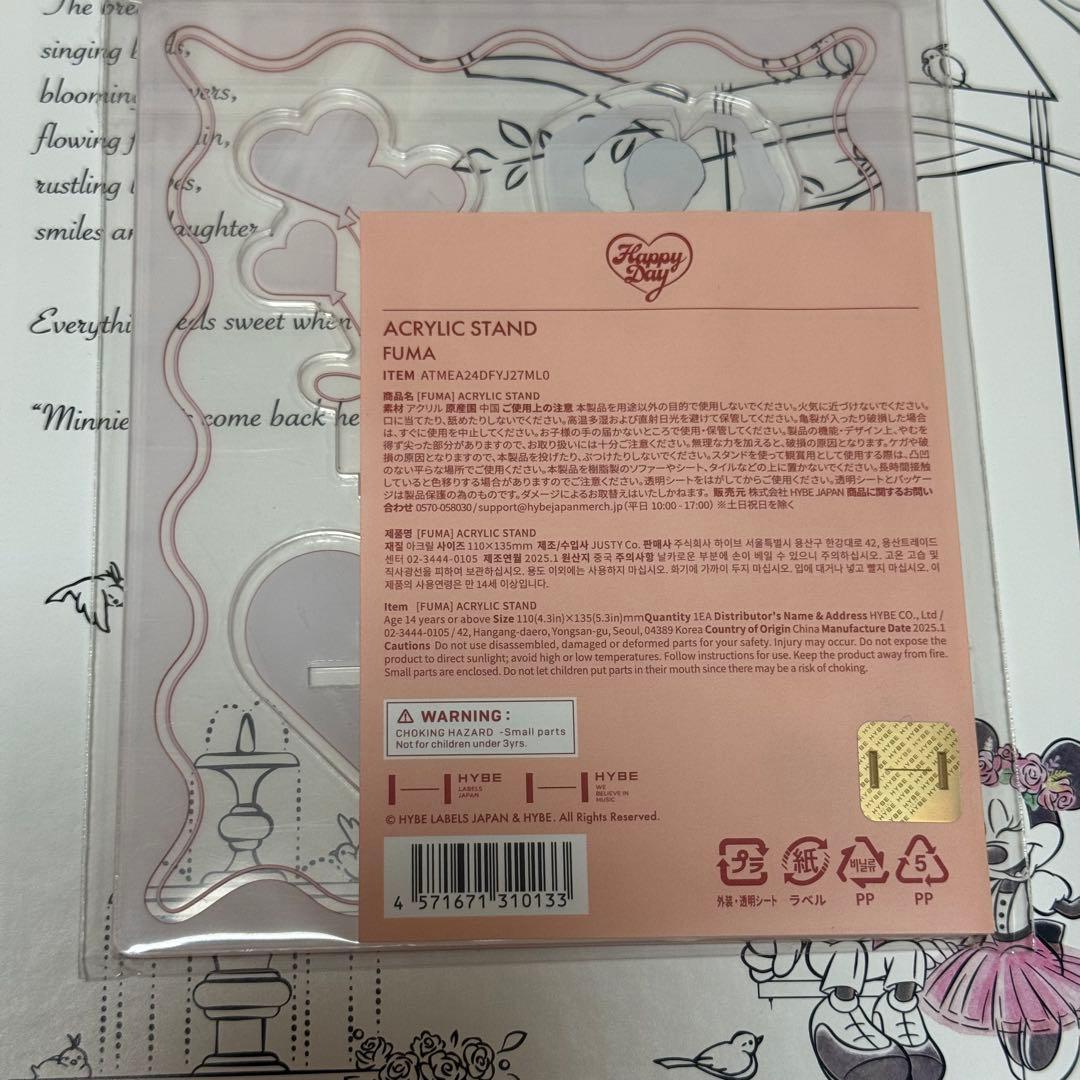 The
singing
blooming
flowing
rustling
smiles and laughter
Everything feels sweet when
"Minnie
come back he
Happy
Day
ACRYLIC STAND
FUMA
ITEM ATMEA24DFYJ27ML0
商品名 [FUMA] ACRYLIC STAND
素材 アクリル 原産国 中国 ご使用上の注意 本製品を用途以外の目的で使用しないでください。火気に近づけないでください。
口に当てたり、舐めたりしないでください。高温多湿および直射日光を避けて保管してください。亀裂が入ったり破損した場合
は、すぐに使用を中止してください。お子様の手の届かないところで使用・保管してください。製品の機能・デザイン上、やむを
得ず尖った部分がありますので、お取り扱いには十分ご注意ください。無理な力を加えると、破損の原因となります。ケガや破
損の原因となりますので、本製品を投げたり、ぶつけたりしないでください。スタンドを使って観賞用として使用する際は、凸凹
のない平らな場所でご使用ください。本製品を樹脂製のソファーやシート、タイルなどの上に置かないでください。長時間接触
していると色移りする場合がありますのでご注意ください。透明シートをはがしてからご使用ください。透明シートとパッケー
ジは製品保護の為のものです。ダメージによるお取替えはいたしかねます。 販売元 株式会社 HYBE JAPAN 商品に関するお問い
合わせ 0570-058030 / support@hybejapanmerch.jp (平日 10:00 - 17:00) ※土日祝日を除く
제품명 [FUMA] ACRYLIC STAND
재질 아크릴 사이즈 110×135mm 제조/수입사 JUSTY Co. 판매사 주식회사 하이브 서울특별시 용산구 한강대로 42, 용산트레이드
센터 02-3444-0105 제조연월 2025.1 원산지 중국 주의사항 날카로운 부분에 손이 베일 수 있으니 주의하십시오. 고온 고습 및
직사광선을 피하여 보관하십시오. 용도 이외에는 사용하지 마십시오. 화기에 가까이 두지 마십시오. 입에 대거나 넣고 빨지 마십시오. 이
제품의 사용연령은 만 14세 이상입니다.
Item [FUMA] ACRYLIC STAND
Age 14 years or above Size 110(4.3in)×135(5.3in)mm Quantity 1EA Distributor's Name & Address HYBE CO., Ltd /
02-3444-0105 / 42, Hangang-daero, Yongsan-gu, Seoul, 04389 Korea Country of Origin China Manufacture Date 2025.1
Cautions Do not use disassembled, damaged or deformed parts for your safety. Injury may occur. Do not expose the
product to direct sunlight; avoid high or low temperatures. Follow instructions for use. Keep the product away from fire.
Small parts are enclosed. Do not let children put parts in their mouth since there may be a risk of choking.
WARNING:
CHOKING HAZARD -Small parts
Not for children under 3yrs.
HYBE LABELS JAPAN
HYBE WE BELIEVE IN MUSIC
© HYBE LABELS JAPAN & HYBE. All Rights Reserved.
4 571671 310133
プラ 紙 비닐류 5
外装・透明シート ラベル PP PP